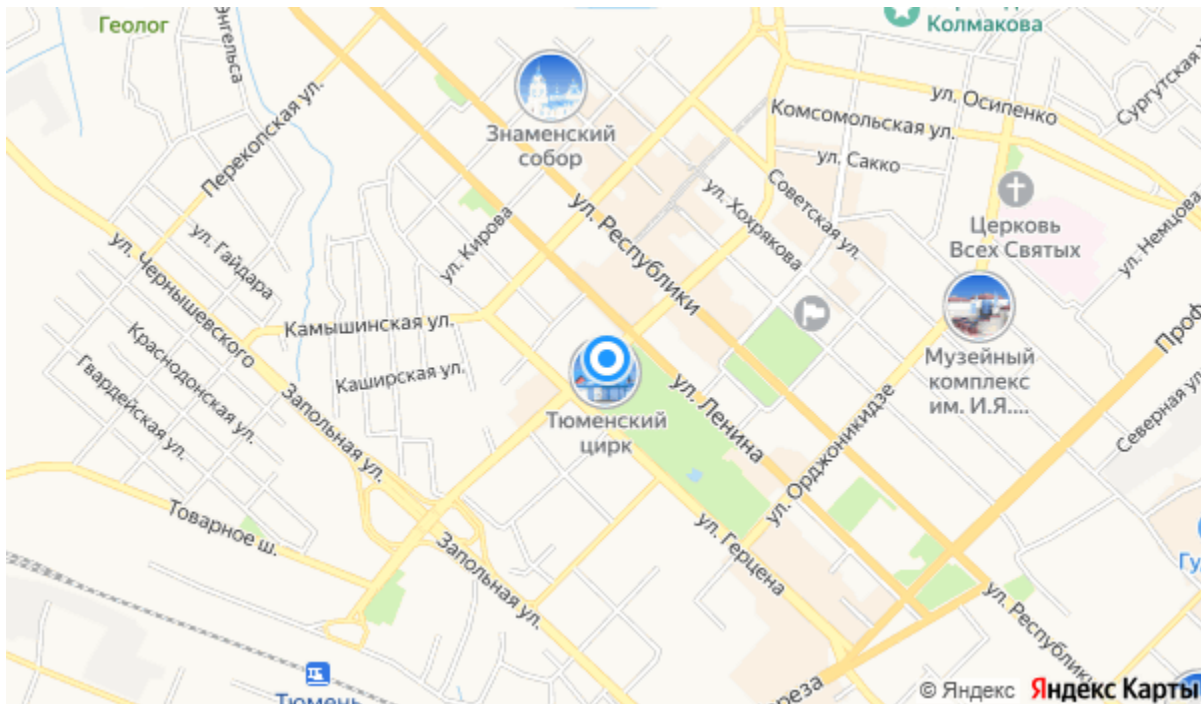 Геолог
Энгельса
Колмакова
Сургутская у
Перекопская ул.
Знаменский
собор
ул. Осипенко
Комсомольская ул.
ул. Сакко
ул. Хохрякова
Советская ул.
Церковь
Всех Святых
ул. Немцова
ул. Гайдара
ул. Кирова
ул. Республики
ул. Чернышевского
Камышинская ул.
Каширская ул.
Краснодонская ул.
Гвардейская ул.
Запольная ул.
Тюменский
цирк
ул. Ленина
Музейный
комплекс
им. И.Я....
Проф
Северная ул.
ул. Орджоникидзе
Товарное ш.
Запольная ул.
ул. Герцена
Гу
ул. Республики
Тюмень
реза
© Яндекс Яндекс Карты